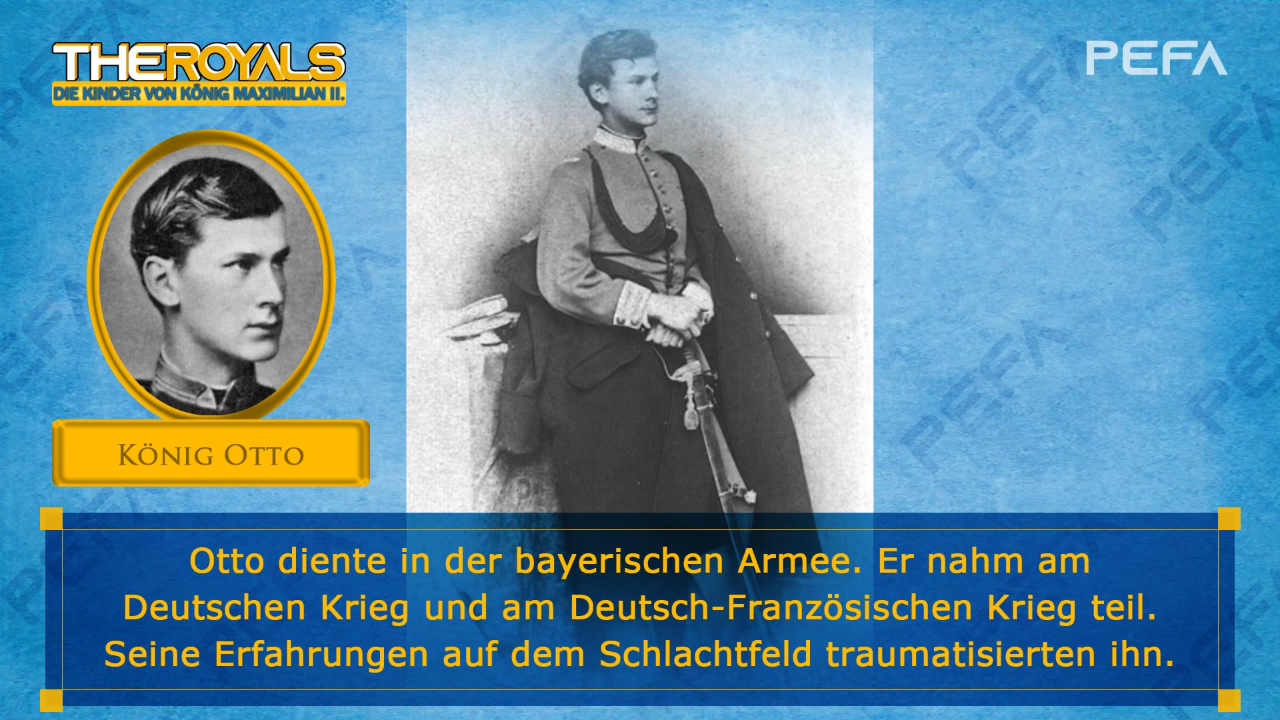 THEROYALS
DIE KINDER VON KÖNIG MAXIMILIAN II.
PEFA
KÖNIG OTTO
Otto diente in der bayerischen Armee. Er nahm am
Deutschen Krieg und am Deutsch-Französischen Krieg teil.
Seine Erfahrungen auf dem Schlachtfeld traumatisierten ihn.